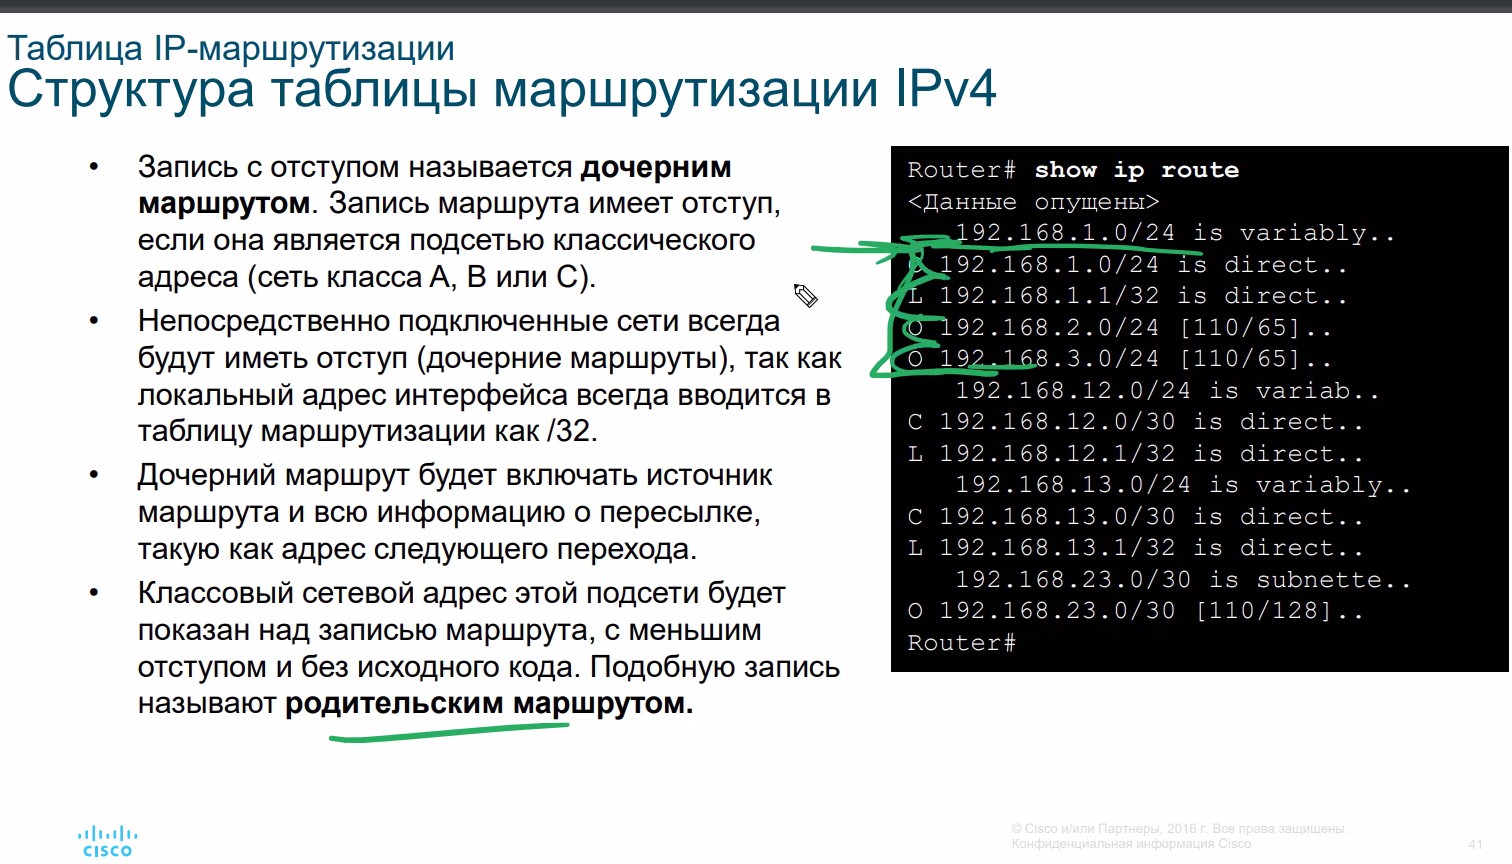 Таблица IP-маршрутизации
Структура таблицы маршрутизации IPv4
• Запись с отступом называется дочерним
маршрутом. Запись маршрута имеет отступ,
если она является подсетью классического
адреса (сеть класса A, B или C).
• Непосредственно подключенные сети всегда
будут иметь отступ (дочерние маршруты), так как
локальный адрес интерфейса всегда вводится в
таблицу маршрутизации как /32.
• Дочерний маршрут будет включать источник
маршрута и всю информацию о пересылке,
такую как адрес следующего перехода.
• Классовый сетевой адрес этой подсети будет
показан над записью маршрута, с меньшим
отступом и без исходного кода. Подобную запись
называют родительским маршрутом.
Router# show ip route
<Данные опущены>
192.168.1.0/24 is variably..
C 192.168.1.0/24 is direct..
L 192.168.1.1/32 is direct..
O 192.168.2.0/24 [110/65]..
O 192.168.3.0/24 [110/65]..
192.168.12.0/24 is variab..
C 192.168.12.0/30 is direct..
L 192.168.12.1/32 is direct..
192.168.13.0/24 is variably..
C 192.168.13.0/30 is direct..
L 192.168.13.1/32 is direct..
192.168.23.0/30 is subnette..
O 192.168.23.0/30 [110/128]..
Router#
CISCO
© Cisco и/или Партнеры, 2016 г. Все права защищены.
Конфиденциальная информация Cisco
41